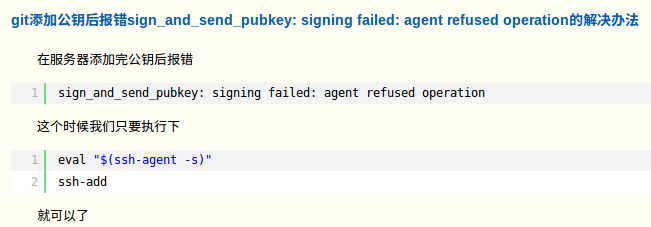 git添加公钥后报错sign_and_send_pubkey: signing failed: agent refused operation的解决办法
在服务器添加完公钥后报错
1 sign_and_send_pubkey: signing failed: agent refused operation
这个时候我们只要执行下
1 eval "$(ssh-agent -s)"
2 ssh-add
就可以了